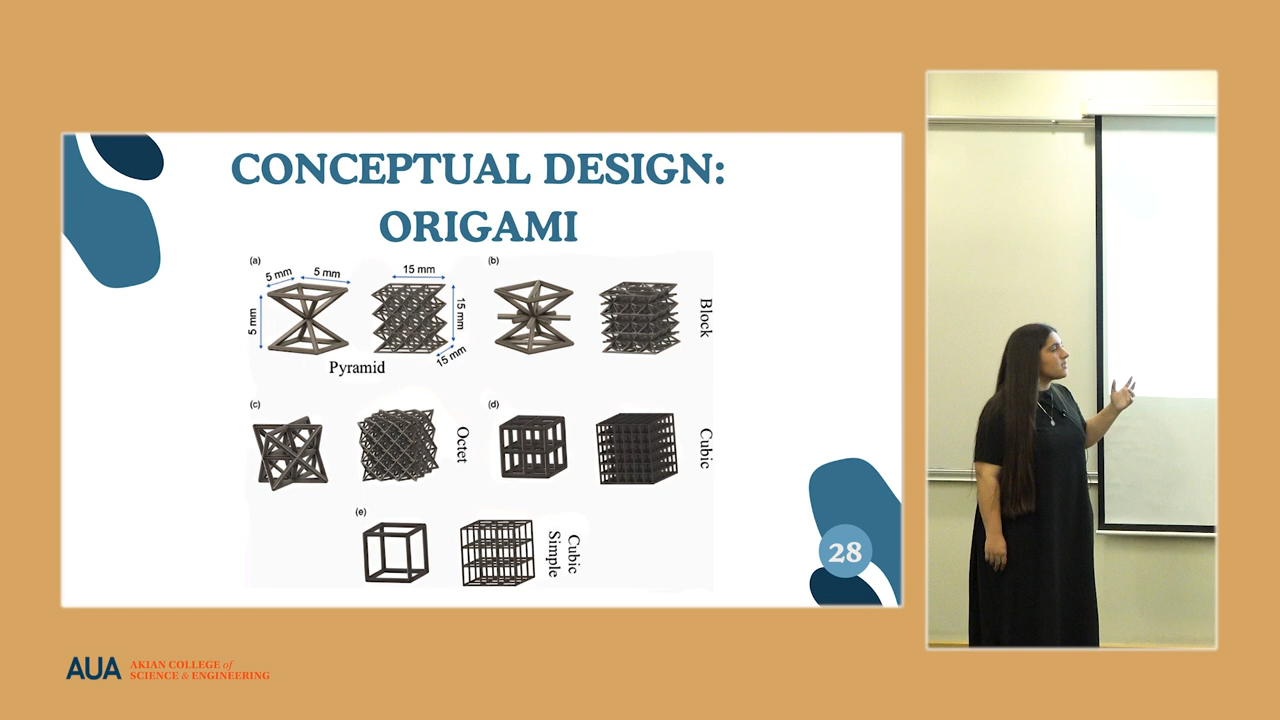 CONCEPTUAL DESIGN:
ORIGAMI
(a)
5 mm
5 mm
5 mm
15 mm
15 mm
15 mm
Pyramid
(b)
Block
(c)
Octet
(d)
Cubic
(e)
Cubic
Simple
28
AUA
AKIAN COLLEGE of
SCIENCE & ENGINEERING